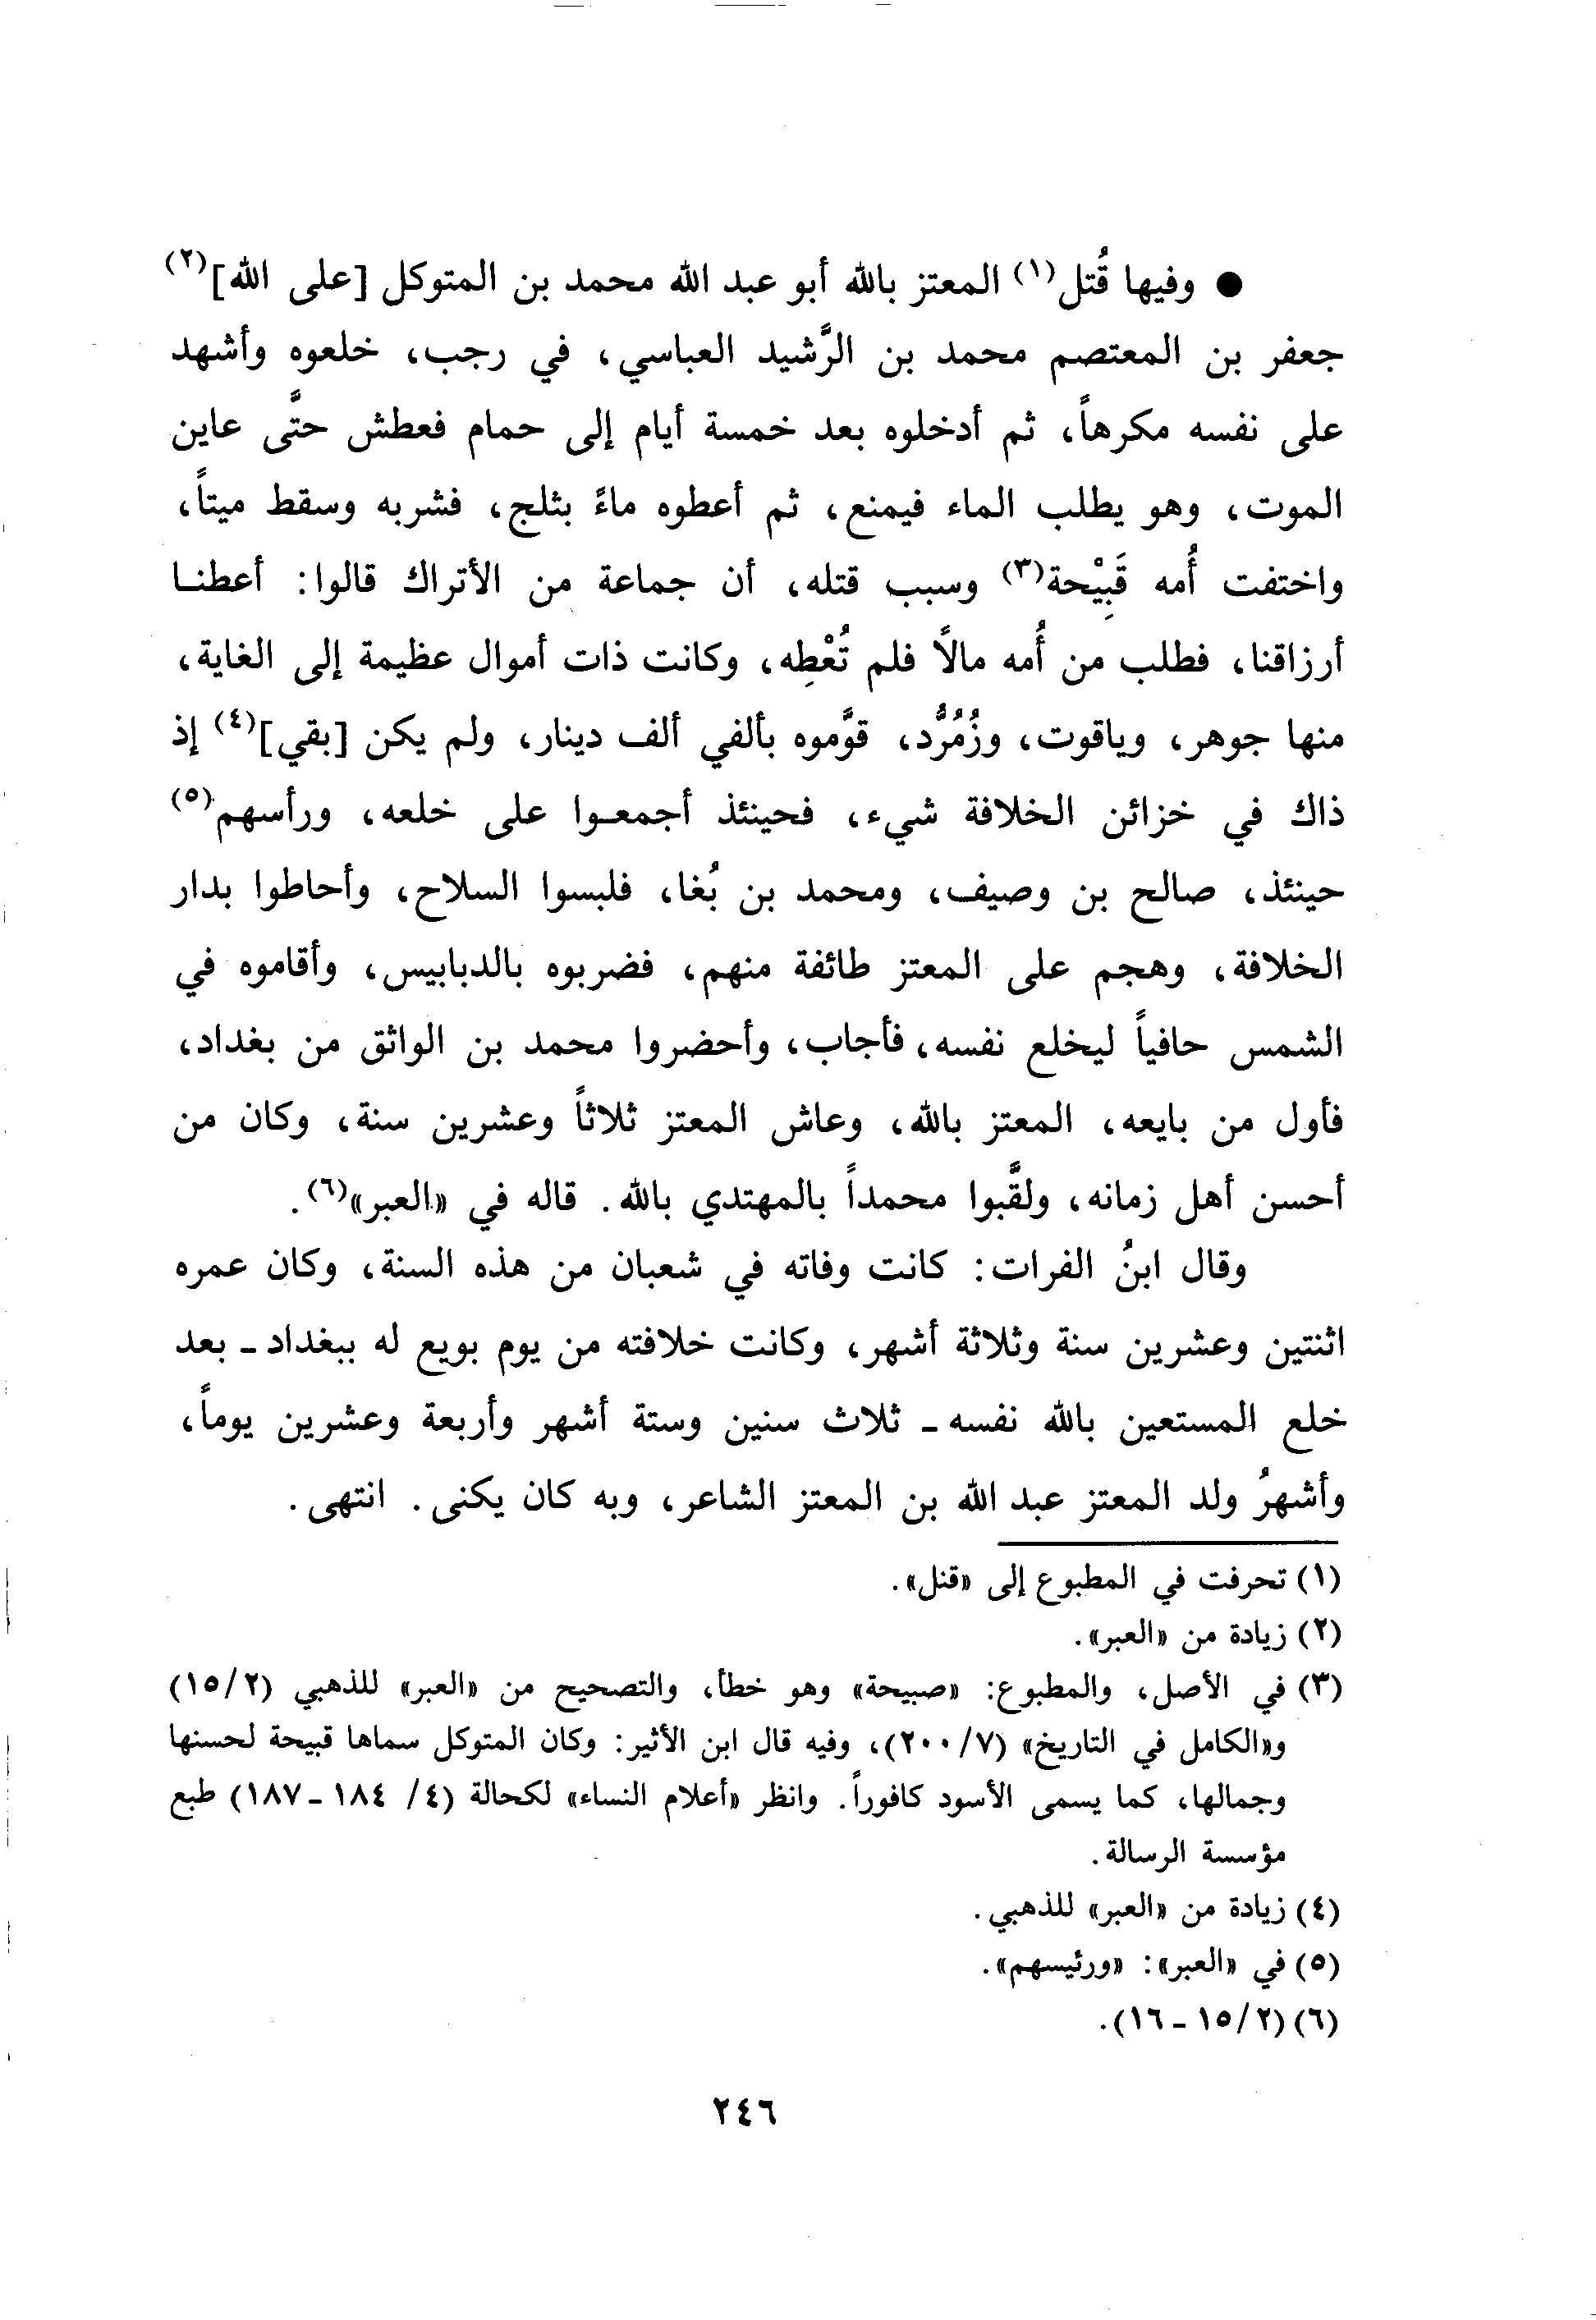 ● وفيها قُتل(١) المعتز بالله أبو عبد الله محمد بن المتوكل [على الله](٢)
جعفر بن المعتصم محمد بن الرَّشيد العباسي، في رجب، خلعوه وأشهد
على نفسه مكرهاً، ثم أدخلوه بعد خمسة أيام إلى حمام فعطش حتَّى عاين
الموت، وهو يطلب الماء فيمنع، ثم أعطوه ماءً بثلج، فشربه وسقط ميتاً،
واختفت أُمه قَبِيْحة(٣) وسبب قتله، أن جماعة من الأتراك قالوا: أعطنا
أرزاقنا، فطلب من أُمه مالاً فلم تُعْطِه، وكانت ذات أموال عظيمة إلى الغاية،
منها جوهر، وياقوت، وزُمُرُّد، قوَّموه بألفي ألف دينار، ولم يكن [بقي](٤) إذ
ذاك في خزائن الخلافة شيء، فحينئذ أجمعوا على خلعه، ورأسهم(٥)
حينئذ، صالح بن وصيف، ومحمد بن بُغا، فلبسوا السلاح، وأحاطوا بدار
الخلافة، وهجم على المعتز طائفة منهم، فضربوه بالدبابيس، وأقاموه في
الشمس حافياً ليخلع نفسه، فأجاب، وأحضروا محمد بن الواثق من بغداد،
فأول من بايعه، المعتز بالله، وعاش المعتز ثلاثاً وعشرين سنة، وكان من
أحسن أهل زمانه، ولقَّبوا محمداً بالمهتدي بالله. قاله في «العبر»(٦).
وقال ابنُ الفرات: كانت وفاته في شعبان من هذه السنة، وكان عمره
اثنتين وعشرين سنة وثلاثة أشهر، وكانت خلافته من يوم بويع له ببغداد ـ بعد
خلع المستعين بالله نفسه ـ ثلاث سنين وستة أشهر وأربعة وعشرين يوماً،
وأشهرُ ولد المعتز عبد الله بن المعتز الشاعر، وبه كان يكنى. انتهى.
(١) تحرفت في المطبوع إلى «قنل».
(٢) زيادة من «العبر».
(٣) في الأصل، والمطبوع: «صبيحة» وهو خطأ، والتصحيح من «العبر» للذهبي (٢/١٥)
و«الكامل في التاريخ» (٧/٢٠٠)، وفيه قال ابن الأثير: وكان المتوكل سماها قبيحة لحسنها
وجمالها، كما يسمى الأسود كافوراً. وانظر «أعلام النساء» لكحالة (٤/ ١٨٤ ـ ١٨٧) طبع
مؤسسة الرسالة.
(٤) زيادة من «العبر» للذهبي.
(٥) في «العبر»: «ورئيسهم».
(٦) (٢/١٥ ـ ١٦).
٢٤٦